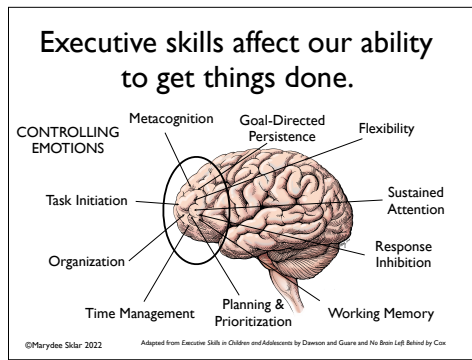 Executive skills affect our ability
to get things done.
Metacognition
Goal-Directed
Persistence
Flexibility
CONTROLLING
EMOTIONS
Task Initiation
Sustained
Attention
Organization
Response
Inhibition
Time Management
Planning &
Prioritization
Working Memory
©Marydee Sklar 2022
Adapted from Executive Skills in Children and Adolescents by Dawson and Guare and No Brain Left Behind by Cox